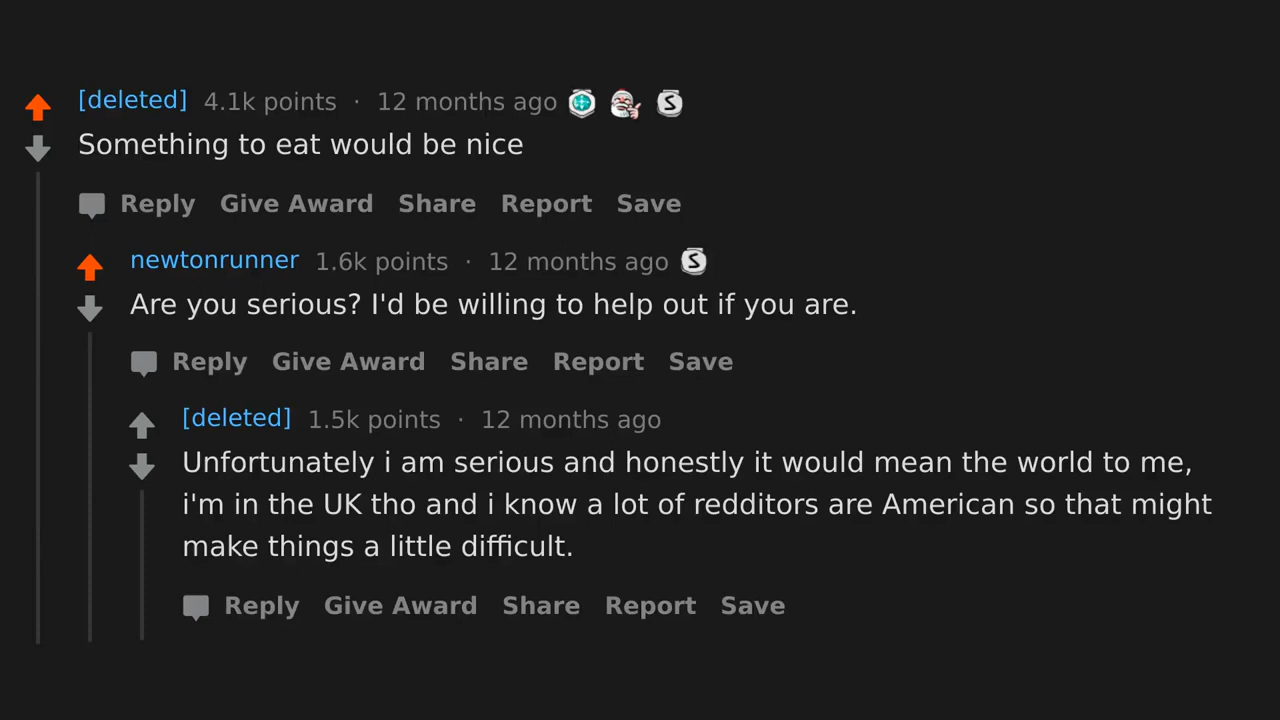 [deleted] 4.1k points · 12 months ago
Something to eat would be nice
Reply Give Award Share Report Save
newtonrunner 1.6k points · 12 months ago
Are you serious? I'd be willing to help out if you are.
Reply Give Award Share Report Save
[deleted] 1.5k points · 12 months ago
Unfortunately i am serious and honestly it would mean the world to me,
i'm in the UK tho and i know a lot of redditors are American so that might
make things a little difficult.
Reply Give Award Share Report Save